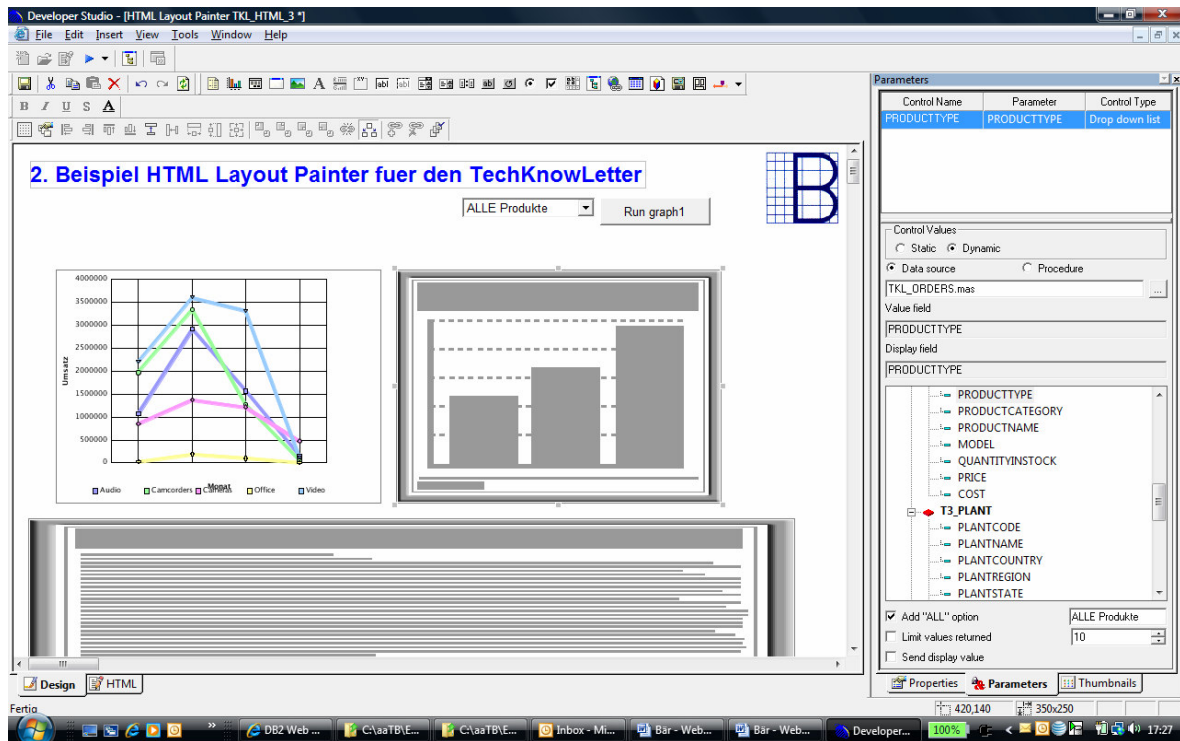 Developer Studio - [HTML Layout Painter TKL_HTML_3 *]
File Edit Insert View Tools Window Help
B I U S A
2. Beispiel HTML Layout Painter fuer den TechKnowLetter
B
ALLE Produkte
Run graph1
4000000
3500000
3000000
2500000
2000000
1500000
1000000
500000
0
Umsatz
Monat
Audio Camcorders Cameras Office Video
Design HTML
Fertig
Parameters
Control Name Parameter Control Type
PRODUCTTYPE PRODUCTTYPE Drop down list
Control Values
Static Dynamic
Data source Procedure
TKL_ORDERS.mas ...
Value field
PRODUCTTYPE
Display field
PRODUCTTYPE
PRODUCTTYPE
PRODUCTCATEGORY
PRODUCTNAME
MODEL
QUANTITYINSTOCK
PRICE
COST
T3_PLANT
PLANTCODE
PLANTNAME
PLANTCOUNTRY
PLANTREGION
PLANTSTATE
Add "ALL" option ALLE Produkte
Limit values returned 10
Send display value
Properties Parameters Thumbnails
420,140 350x250
DB2 Web ... C:\aaTB\E... C:\aaTB\E... Inbox - Mi... Bär - Web... Bär - Web... Developer... 100% 17:27